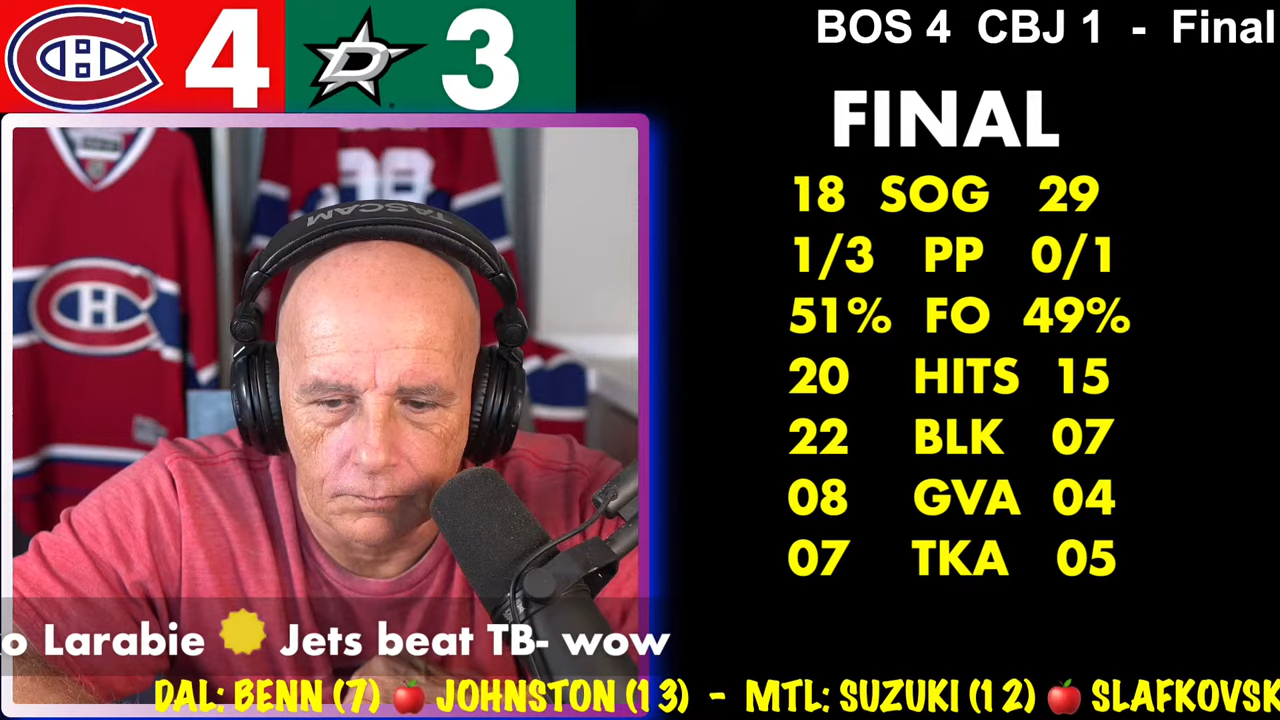 4 3
BOS 4 CBJ 1 - Final
FINAL
18 SOG 29
1/3 PP 0/1
51% FO 49%
20 HITS 15
22 BLK 07
08 GVA 04
07 TKA 05
TASCAM
o Larabie Jets beat TB- wow
DAL: BENN (7) 🍎 JOHNSTON (13) - MTL: SUZUKI (12) 🍎 SLAFKOVSK